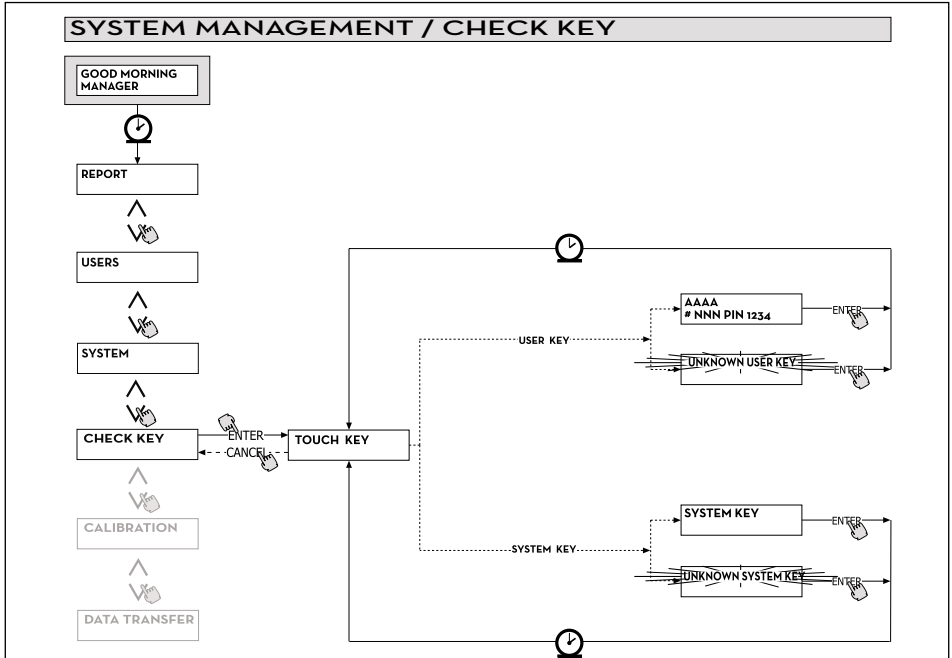 SYSTEM MANAGEMENT / CHECK KEY
GOOD MORNING
MANAGER
REPORT
USERS
SYSTEM
CHECK KEY
ENTER
CANCEL
TOUCH KEY
USER KEY
AAAA
# NNN PIN 1234
ENTER
UNKNOWN USER KEY
ENTER
SYSTEM KEY
SYSTEM KEY
ENTER
UNKNOWN SYSTEM KEY
ENTER
CALIBRATION
DATA TRANSFER